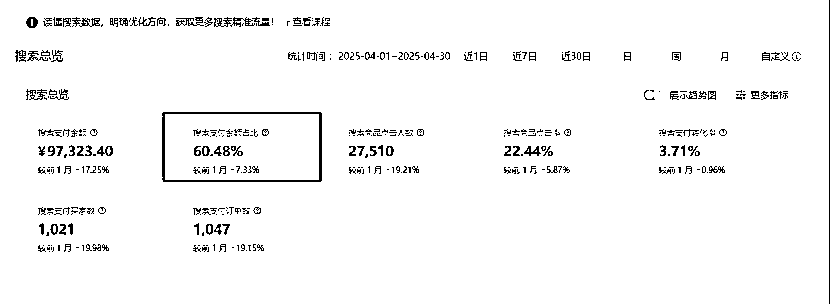 读懂搜索数据，明确优化方向，获取更多搜索精准流量！ 查看课程
搜索总览 统计时间：2025-04-01~2025-04-30 近1日 近7日 近30日 日 周 月 自定义
搜索总览 展示趋势图 更多指标
搜索支付金额 搜索支付金额占比 搜索商品点击人数 搜索商品点击率 搜索支付转化率
¥97,323.40 60.48% 27,510 22.44% 3.71%
较前1月 -17.25% 较前1月 -7.33% 较前1月 -19.21% 较前1月 -5.87% 较前1月 -0.96%
搜索支付买家数 搜索支付订单数
1,021 1,047
较前1月 -19.98% 较前1月 -19.15%